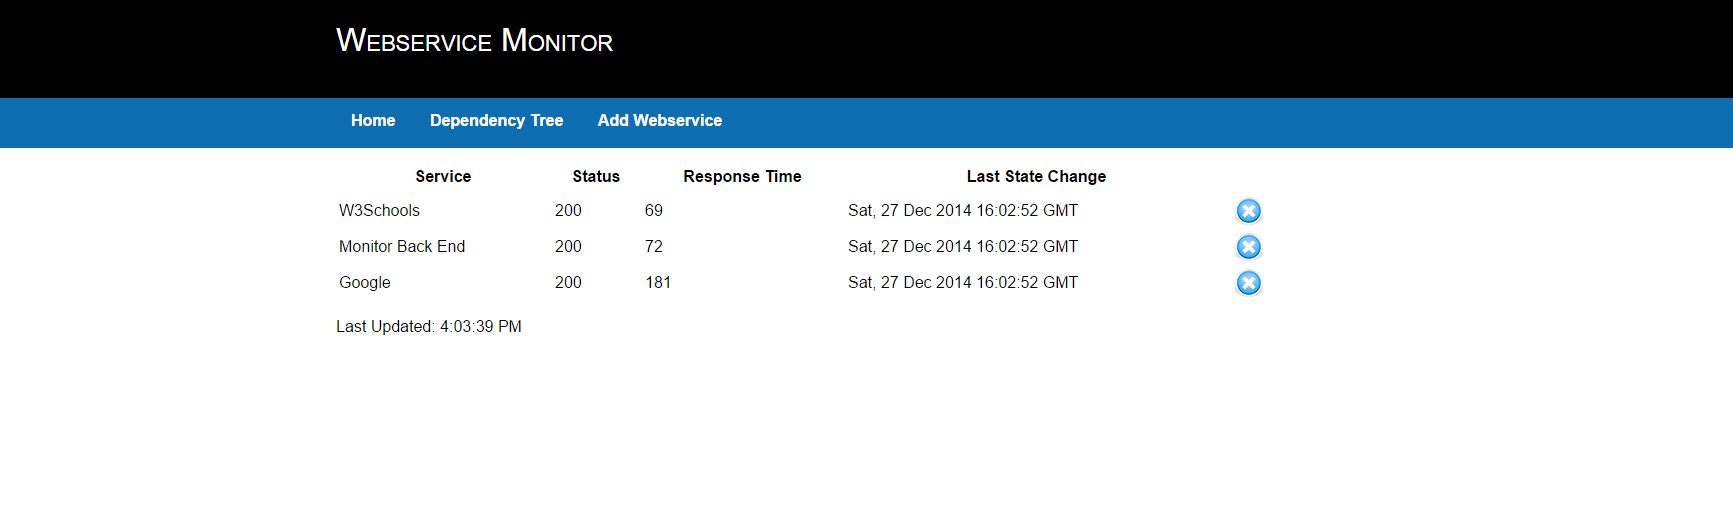 Webservice Monitor
Home Dependency Tree Add Webservice
Service Status Response Time Last State Change
W3Schools 200 69 Sat, 27 Dec 2014 16:02:52 GMT
Monitor Back End 200 72 Sat, 27 Dec 2014 16:02:52 GMT
Google 200 181 Sat, 27 Dec 2014 16:02:52 GMT
Last Updated: 4:03:39 PM